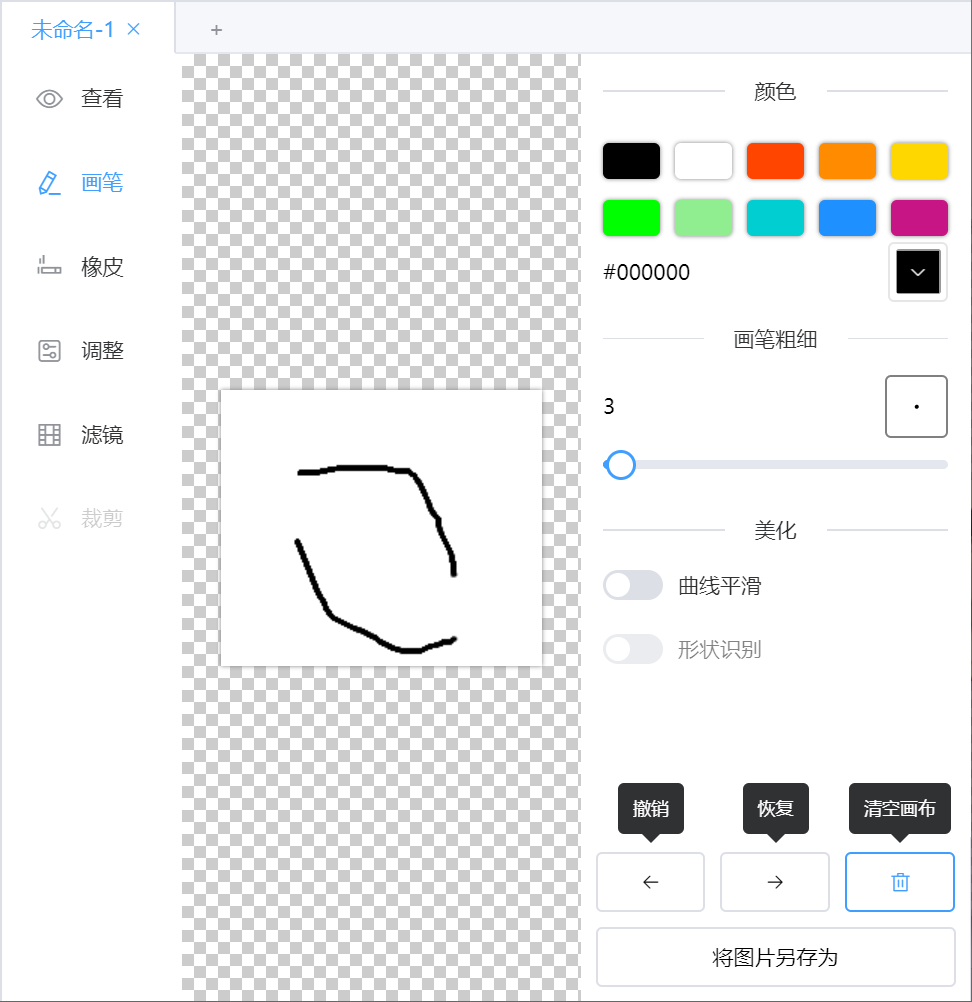 未命名-1 ×
+
查看
画笔
橡皮
调整
滤镜
裁剪
颜色
#000000
画笔粗细
3
美化
曲线平滑
形状识别
撤销 恢复 清空画布
← →
将图片另存为